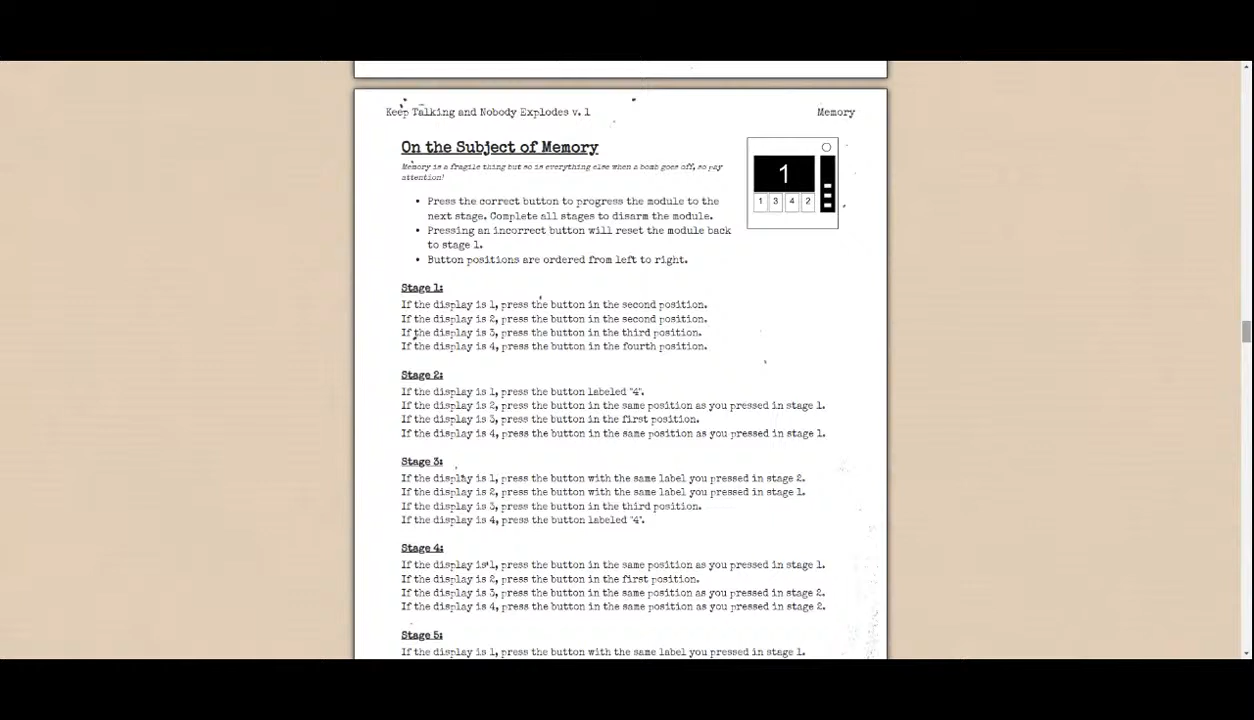 Keep Talking and Nobody Explodes v. 1
Memory
On the Subject of Memory
Memory is a fragile thing but so is everything else when a bomb goes off, so pay
attention!
1
1 3 4 2
• Press the correct button to progress the module to the
next stage. Complete all stages to disarm the module.
• Pressing an incorrect button will reset the module back
to stage 1.
• Button positions are ordered from left to right.
Stage 1:
If the display is 1, press the button in the second position.
If the display is 2, press the button in the second position.
If the display is 3, press the button in the third position.
If the display is 4, press the button in the fourth position.
Stage 2:
If the display is 1, press the button labeled "4".
If the display is 2, press the button in the same position as you pressed in stage 1.
If the display is 3, press the button in the first position.
If the display is 4, press the button in the same position as you pressed in stage 1.
Stage 3:
If the display is 1, press the button with the same label you pressed in stage 2.
If the display is 2, press the button with the same label you pressed in stage 1.
If the display is 3, press the button in the third position.
If the display is 4, press the button labeled "4".
Stage 4:
If the display is 1, press the button in the same position as you pressed in stage 1.
If the display is 2, press the button in the first position.
If the display is 3, press the button in the same position as you pressed in stage 2.
If the display is 4, press the button in the same position as you pressed in stage 2.
Stage 5:
If the display is 1, press the button with the same label you pressed in stage 1.